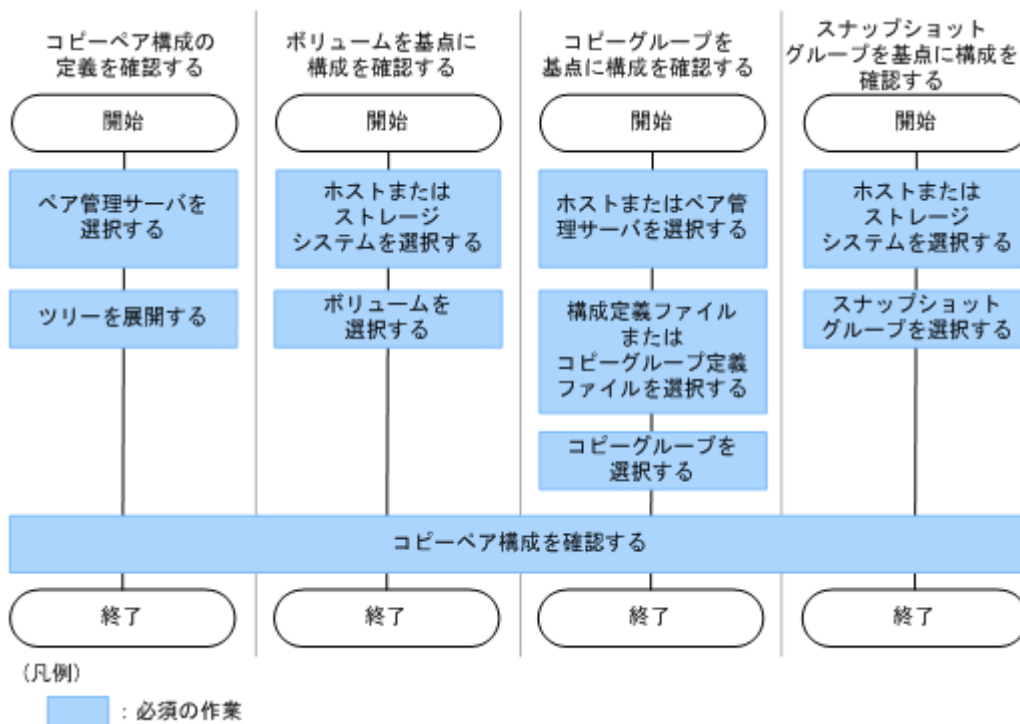 コピーペア構成の
定義を確認する
開始
ペア管理サーバを
選択する
ツリーを展開する
ボリュームを基点に
構成を確認する
開始
ホストまたは
ストレージ
システムを選択する
ボリュームを
選択する
コピーグループを
基点に構成を確認する
開始
ホストまたはペア管
理サーバを選択する
構成定義ファイル
または
コピーグループ定義
ファイルを選択する
コピーグループを
選択する
スナップショット
グループを基点に構成を
確認する
開始
ホストまたは
ストレージ
システムを選択する
スナップショット
グループを選択する
コピーペア構成を確認する
終了
終了
終了
終了
(凡例)
: 必須の作業